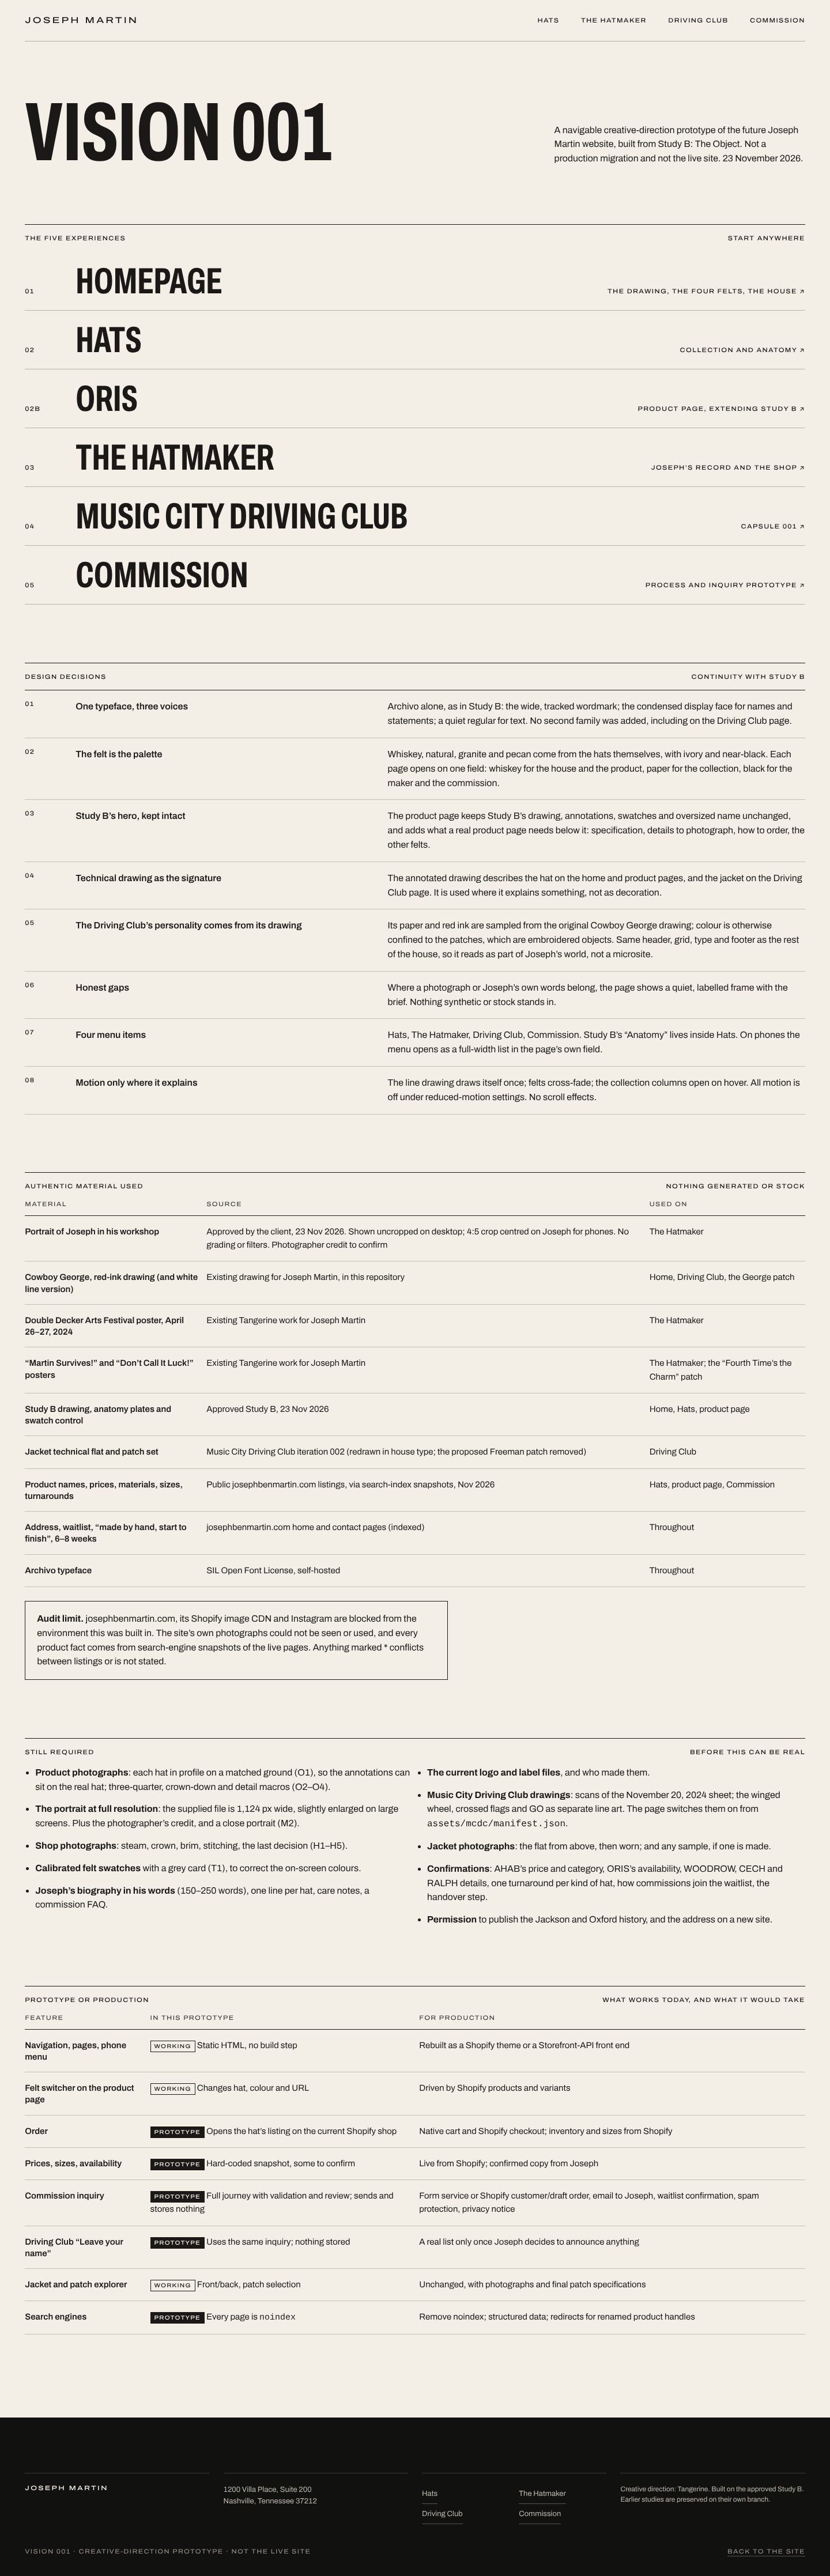 JOSEPH MARTIN
HATS THE HATMAKER DRIVING CLUB COMMISSION
VISION 001
A navigable creative-direction prototype of the future Joseph
Martin website, built from Study B: The Object. Not a
production migration and not the live site. 23 November 2026.
THE FIVE EXPERIENCES START ANYWHERE
01 HOMEPAGE THE DRAWING, THE FOUR FELTS, THE HOUSE ↗
02 HATS COLLECTION AND ANATOMY ↗
02B ORIS PRODUCT PAGE, EXTENDING STUDY B ↗
03 THE HATMAKER JOSEPH'S RECORD AND THE SHOP ↗
04 MUSIC CITY DRIVING CLUB CAPSULE 001 ↗
05 COMMISSION PROCESS AND INQUIRY PROTOTYPE ↗
DESIGN DECISIONS CONTINUITY WITH STUDY B
01 One typeface, three voices
Archivo alone, as in Study B: the wide, tracked wordmark; the condensed display face for names and
statements; a quiet regular for text. No second family was added, including on the Driving Club page.
02 The felt is the palette
Whiskey, natural, granite and pecan come from the hats themselves, with ivory and near-black. Each
page opens on one field: whiskey for the house and the product, paper for the collection, black for the
maker and the commission.
03 Study B's hero, kept intact
The product page keeps Study B's drawing, annotations, swatches and oversized name unchanged,
and adds what a real product page needs below it: specification, details to photograph, how to order, the
other felts.
04 Technical drawing as the signature
The annotated drawing describes the hat on the home and product pages, and the jacket on the Driving
Club page. It is used where it explains something, not as decoration.
05 The Driving Club's personality comes from its drawing
Its paper and red ink are sampled from the original Cowboy George drawing; colour is otherwise
confined to the patches, which are embroidered objects. Same header, grid, type and footer as the rest
of the house, so it reads as part of Joseph's world, not a microsite.
06 Honest gaps
Where a photograph or Joseph's own words belong, the page shows a quiet, labelled frame with the
brief. Nothing synthetic or stock stands in.
07 Four menu items
Hats, The Hatmaker, Driving Club, Commission. Study B's “Anatomy” lives inside Hats. On phones the
menu opens as a full-width list in the page's own field.
08 Motion only where it explains
The line drawing draws itself once; felts cross-fade; the collection columns open on hover. All motion is
off under reduced-motion settings. No scroll effects.
AUTHENTIC MATERIAL USED NOTHING GENERATED OR STOCK
MATERIAL SOURCE USED ON
Portrait of Joseph in his workshop
Approved by the client, 23 Nov 2026. Shown uncropped on desktop; 4:5 crop centred on Joseph for phones. No
grading or filters. Photographer credit to confirm
The Hatmaker
Cowboy George, red-ink drawing (and white
line version)
Existing drawing for Joseph Martin, in this repository
Home, Driving Club, the George patch
Double Decker Arts Festival poster, April
26–27, 2024
Existing Tangerine work for Joseph Martin
The Hatmaker
“Martin Survives!” and “Don't Call It Luck!”
posters
Existing Tangerine work for Joseph Martin
The Hatmaker; the “Fourth Time's the
Charm” patch
Study B drawing, anatomy plates and
swatch control
Approved Study B, 23 Nov 2026
Home, Hats, product page
Jacket technical flat and patch set
Music City Driving Club iteration 002 (redrawn in house type; the proposed Freeman patch removed)
Driving Club
Product names, prices, materials, sizes,
turnarounds
Public josephbenmartin.com listings, via search-index snapshots, Nov 2026
Hats, product page, Commission
Address, waitlist, “made by hand, start to
finish”, 6–8 weeks
josephbenmartin.com home and contact pages (indexed)
Throughout
Archivo typeface
SIL Open Font License, self-hosted
Throughout
Audit limit. josephbenmartin.com, its Shopify image CDN and Instagram are blocked from the
environment this was built in. The site's own photographs could not be seen or used, and every
product fact comes from search-engine snapshots of the live pages. Anything marked * conflicts
between listings or is not stated.
STILL REQUIRED BEFORE THIS CAN BE REAL
• Product photographs: each hat in profile on a matched ground (O1), so the annotations can
sit on the real hat; three-quarter, crown-down and detail macros (O2–O4).
• The portrait at full resolution: the supplied file is 1,124 px wide, slightly enlarged on large
screens. Plus the photographer's credit, and a close portrait (M2).
• Shop photographs: steam, crown, brim, stitching, the last decision (H1–H5).
• Calibrated felt swatches with a grey card (T1), to correct the on-screen colours.
• Joseph's biography in his words (150–250 words), one line per hat, care notes, a
commission FAQ.
• The current logo and label files, and who made them.
• Music City Driving Club drawings: scans of the November 20, 2024 sheet; the winged
wheel, crossed flags and GO as separate line art. The page switches them on from
assets/mcdc/manifest.json.
• Jacket photographs: the flat from above, then worn; and any sample, if one is made.
• Confirmations: AHAB's price and category, ORIS's availability, WOODROW, CECH and
RALPH details, one turnaround per kind of hat, how commissions join the waitlist, the
handover step.
• Permission to publish the Jackson and Oxford history, and the address on a new site.
PROTOTYPE OR PRODUCTION WHAT WORKS TODAY, AND WHAT IT WOULD TAKE
FEATURE IN THIS PROTOTYPE FOR PRODUCTION
Navigation, pages, phone
menu
WORKING Static HTML, no build step
Rebuilt as a Shopify theme or a Storefront-API front end
Felt switcher on the product
page
WORKING Changes hat, colour and URL
Driven by Shopify products and variants
Order
PROTOTYPE Opens the hat's listing on the current Shopify shop
Native cart and Shopify checkout; inventory and sizes from Shopify
Prices, sizes, availability
PROTOTYPE Hard-coded snapshot, some to confirm
Live from Shopify; confirmed copy from Joseph
Commission inquiry
PROTOTYPE Full journey with validation and review; sends and
stores nothing
Form service or Shopify customer/draft order, email to Joseph, waitlist confirmation, spam
protection, privacy notice
Driving Club “Leave your
name”
PROTOTYPE Uses the same inquiry; nothing stored
A real list only once Joseph decides to announce anything
Jacket and patch explorer
WORKING Front/back, patch selection
Unchanged, with photographs and final patch specifications
Search engines
PROTOTYPE Every page is noindex
Remove noindex; structured data; redirects for renamed product handles
JOSEPH MARTIN
1200 Villa Place, Suite 200
Nashville, Tennessee 37212
Hats The Hatmaker
Driving Club Commission
Creative direction: Tangerine. Built on the approved Study B.
Earlier studies are preserved on their own branch.
VISION 001 · CREATIVE-DIRECTION PROTOTYPE · NOT THE LIVE SITE BACK TO THE SITE